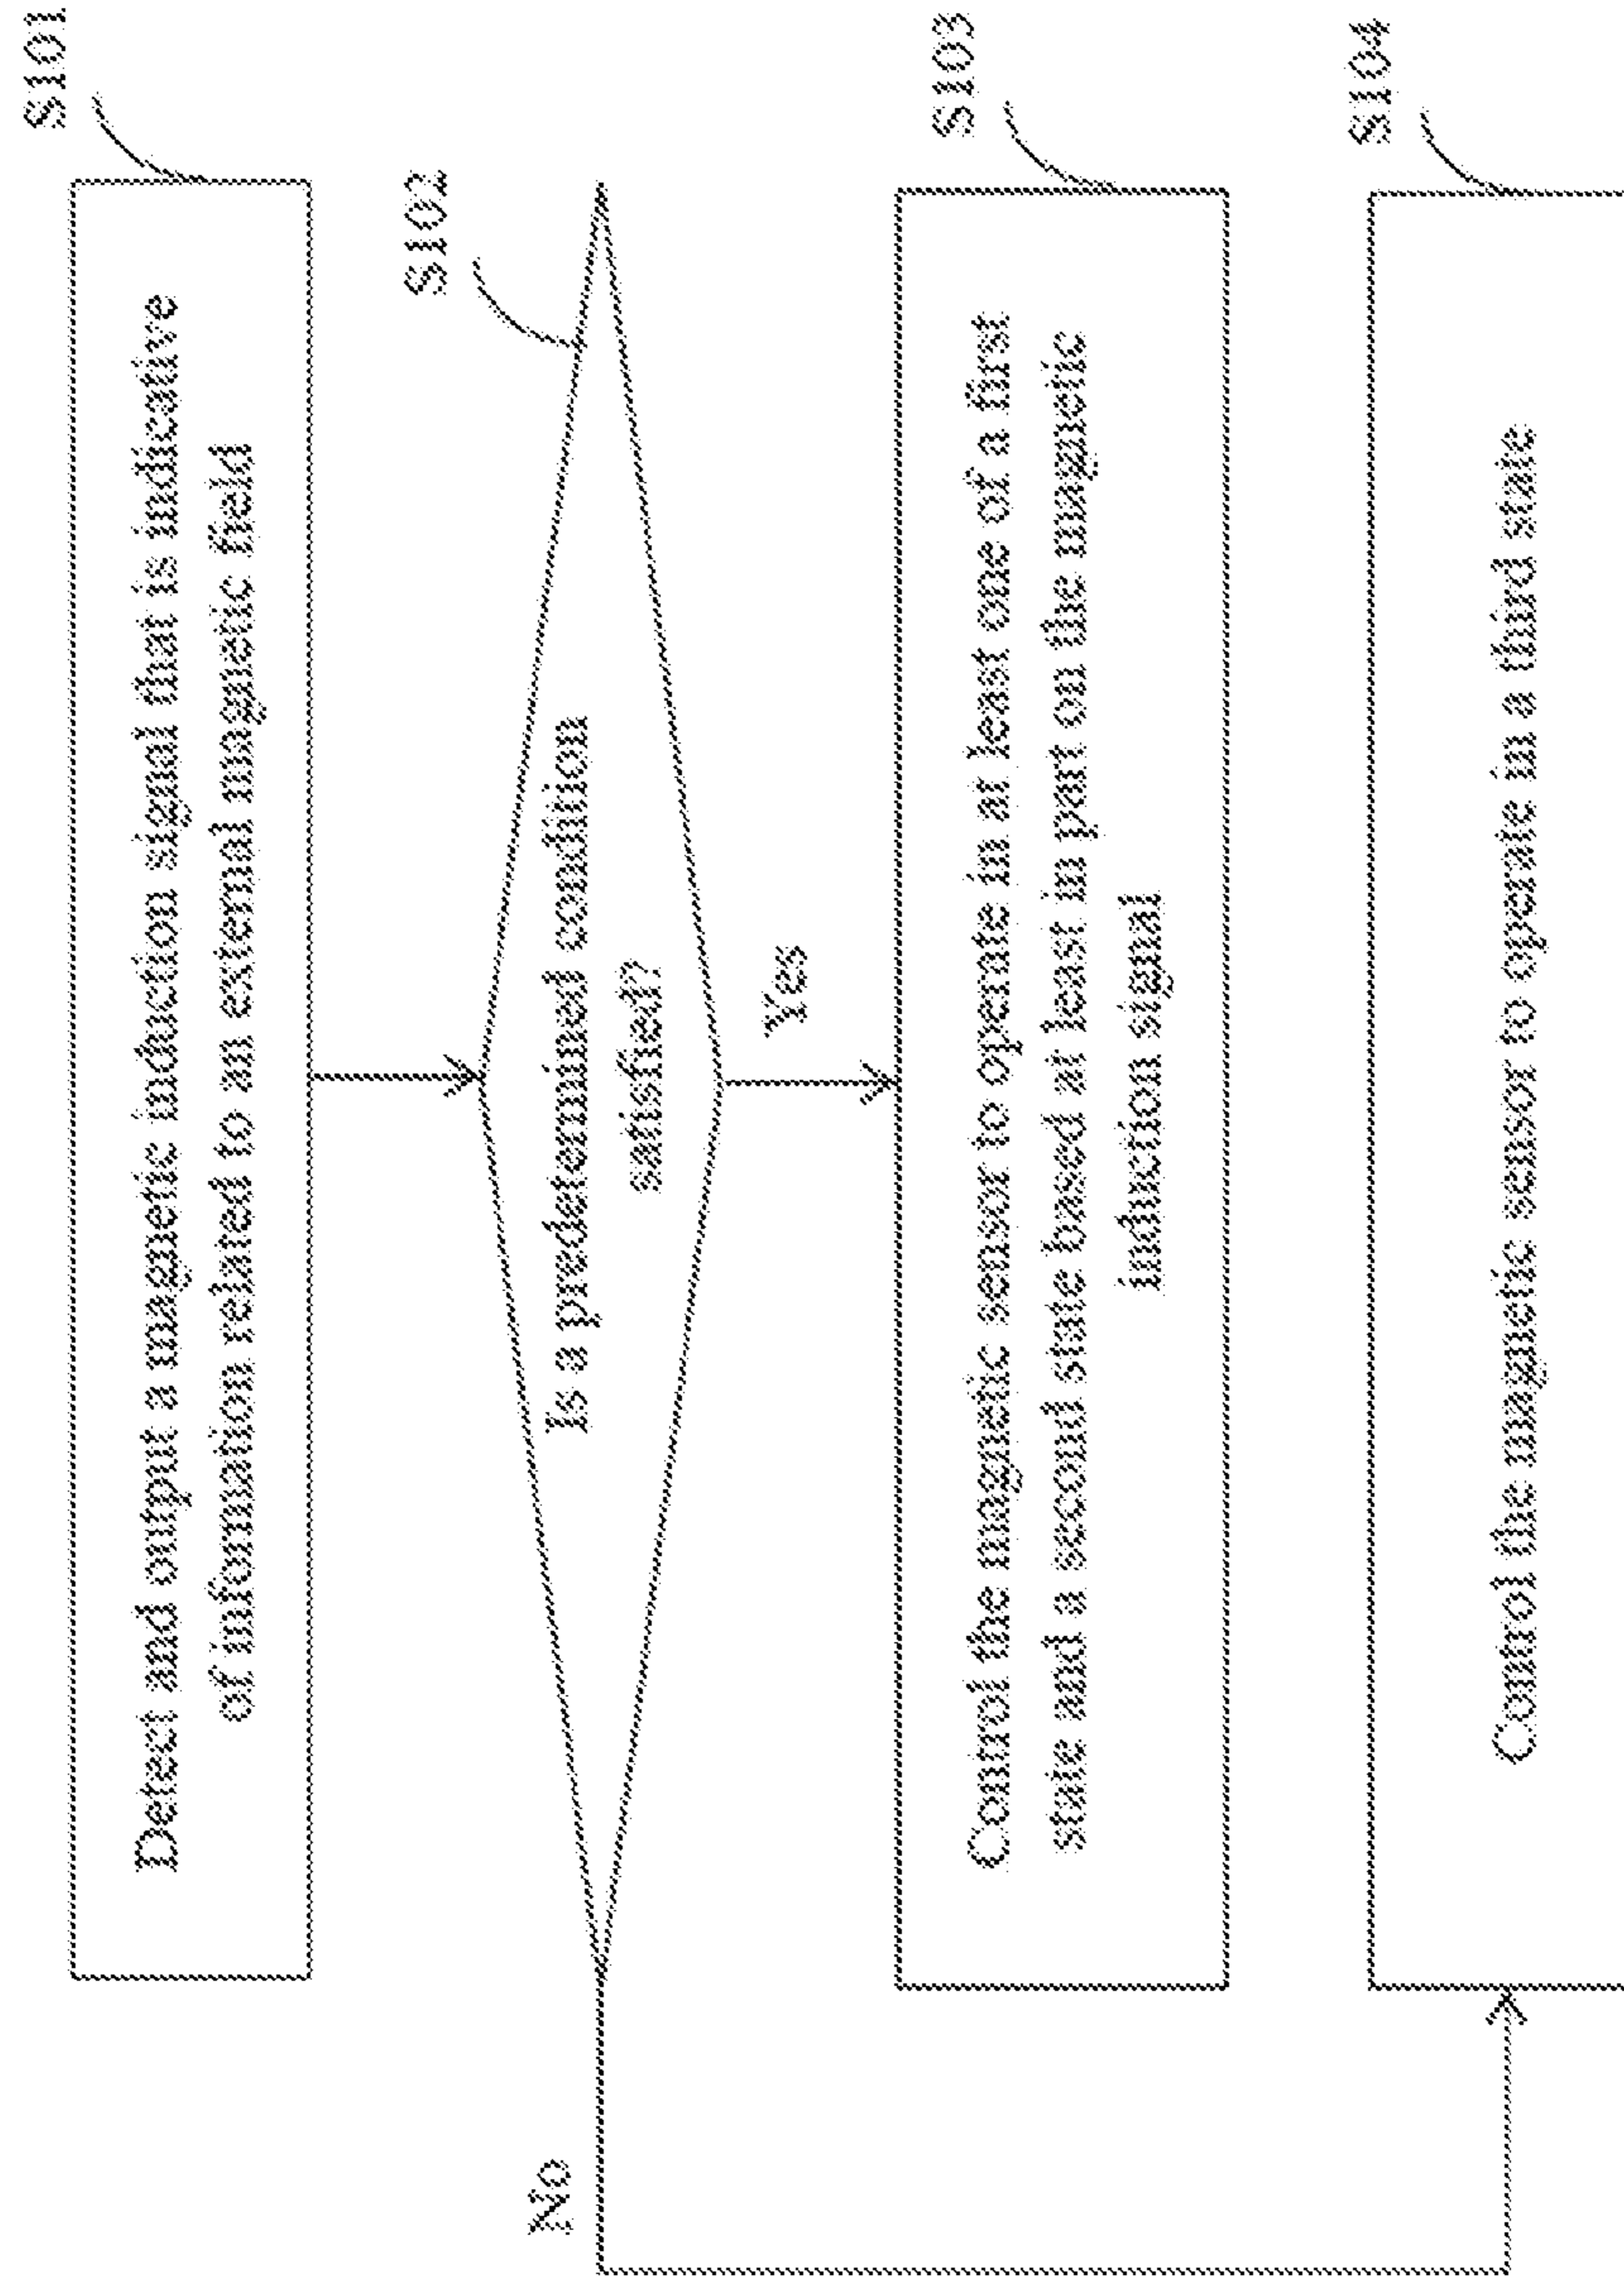 S101
Detect and output a magnetic induction signal that is indicative
of information related to an external magnetic field
S102
Is a predetermined condition
satisfied?
No
Yes
S103
Control the magnetic sensor to operate in at least one of a first
state and a second state based at least in part on the magnetic
induction signal
S104
Control the magnetic sensor to operate in a third state